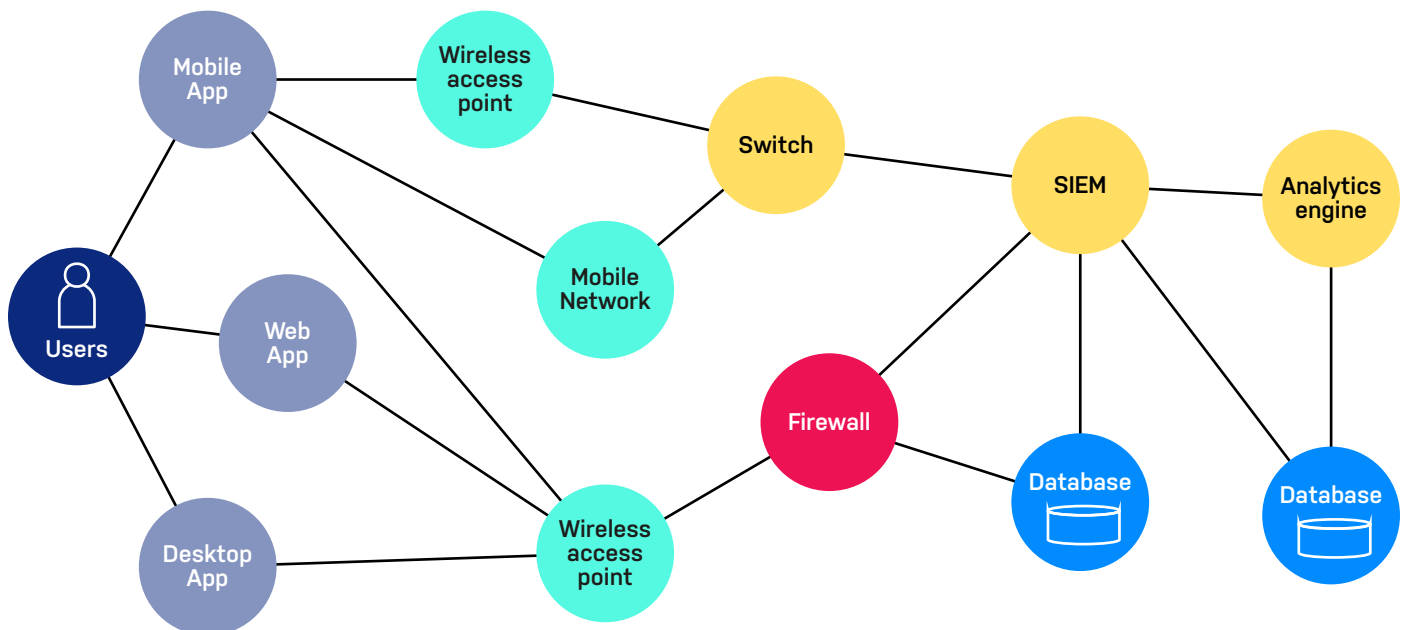 Mobile
App
Wireless
access
point
Switch
SIEM
Analytics
engine
Mobile
Network
Users
Web
App
Firewall
Database
Database
Desktop
App
Wireless
access
point